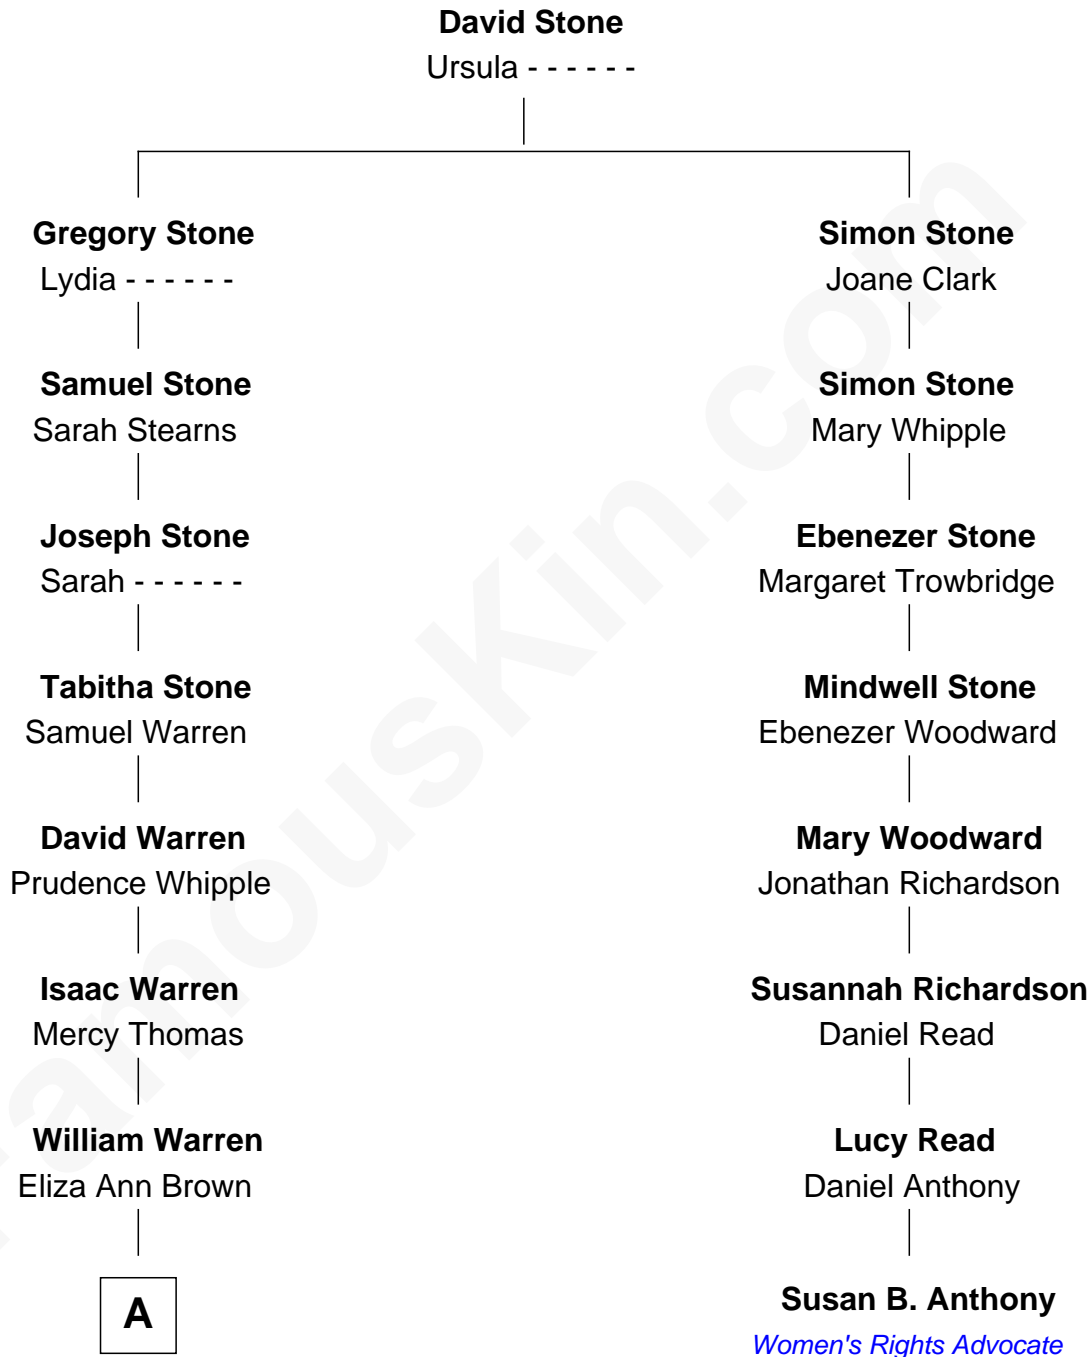 David Stone
Ursula - - - - - -
Gregory Stone
Lydia - - - - - -
Simon Stone
Joane Clark
Samuel Stone
Sarah Stearns
Simon Stone
Mary Whipple
Joseph Stone
Sarah - - - - - -
Ebenezer Stone
Margaret Trowbridge
Tabitha Stone
Samuel Warren
Mindwell Stone
Ebenezer Woodward
David Warren
Prudence Whipple
Mary Woodward
Jonathan Richardson
Isaac Warren
Mercy Thomas
Susannah Richardson
Daniel Read
William Warren
Eliza Ann Brown
Lucy Read
Daniel Anthony
A
Susan B. Anthony
Women's Rights Advocate
FamousKin.com